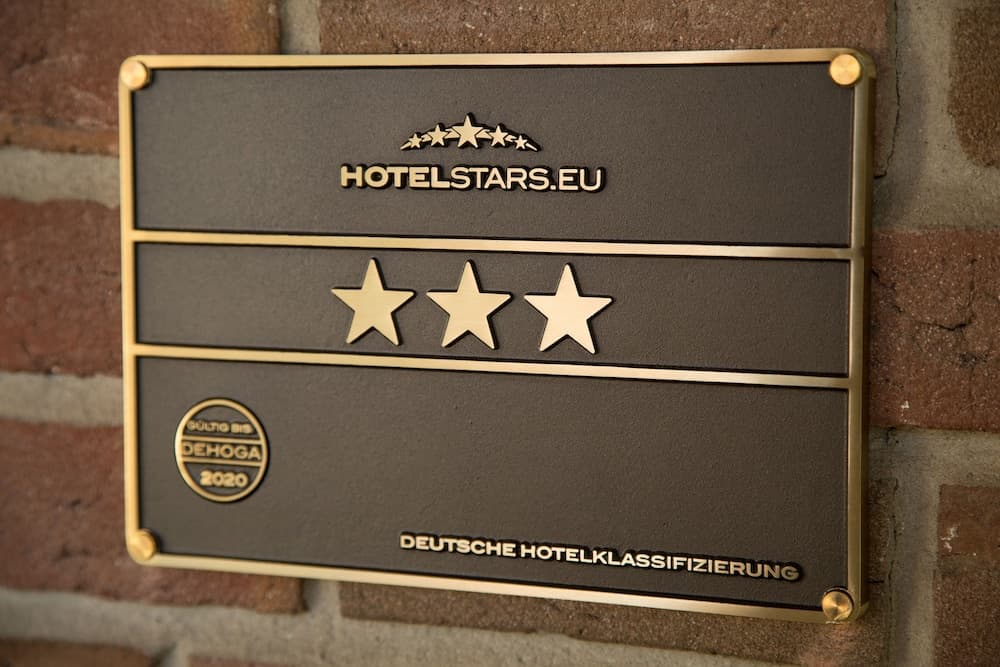 HOTELSTARS.EU
GÜLTIG BIS
DEHOGA
2020
DEUTSCHE HOTELKLASSIFIZIERUNG